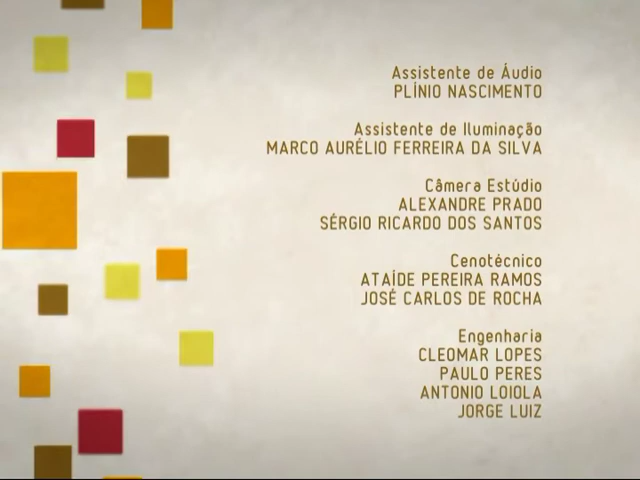 Assistente de Áudio
PLÍNIO NASCIMENTO
Assistente de Iluminação
MARCO AURÉLIO FERREIRA DA SILVA
Câmera Estúdio
ALEXANDRE PRADO
SÉRGIO RICARDO DOS SANTOS
Cenotécnico
ATAÍDE PEREIRA RAMOS
JOSÉ CARLOS DE ROCHA
Engenharia
CLEOMAR LOPES
PAULO PERES
ANTONIO LOIOLA
JORGE LUIZ